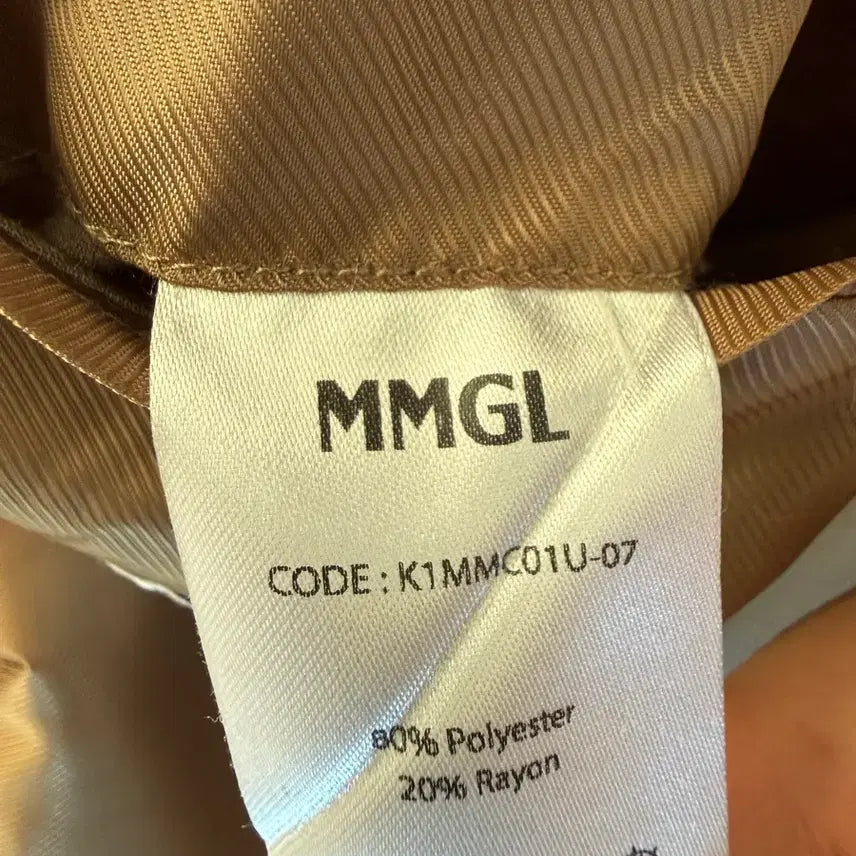 MMGL
CODE : K1MMC01U-07
80% Polyester
20% Rayon